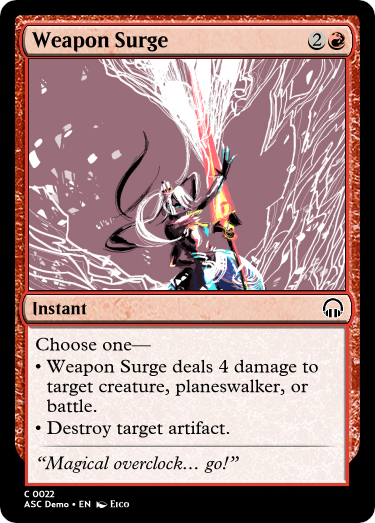 Weapon Surge 2
Instant
Choose one—
• Weapon Surge deals 4 damage to
target creature, planeswalker, or
battle.
• Destroy target artifact.
“Magical overclock… go!”
C 0022
ASC Demo • EN Eico